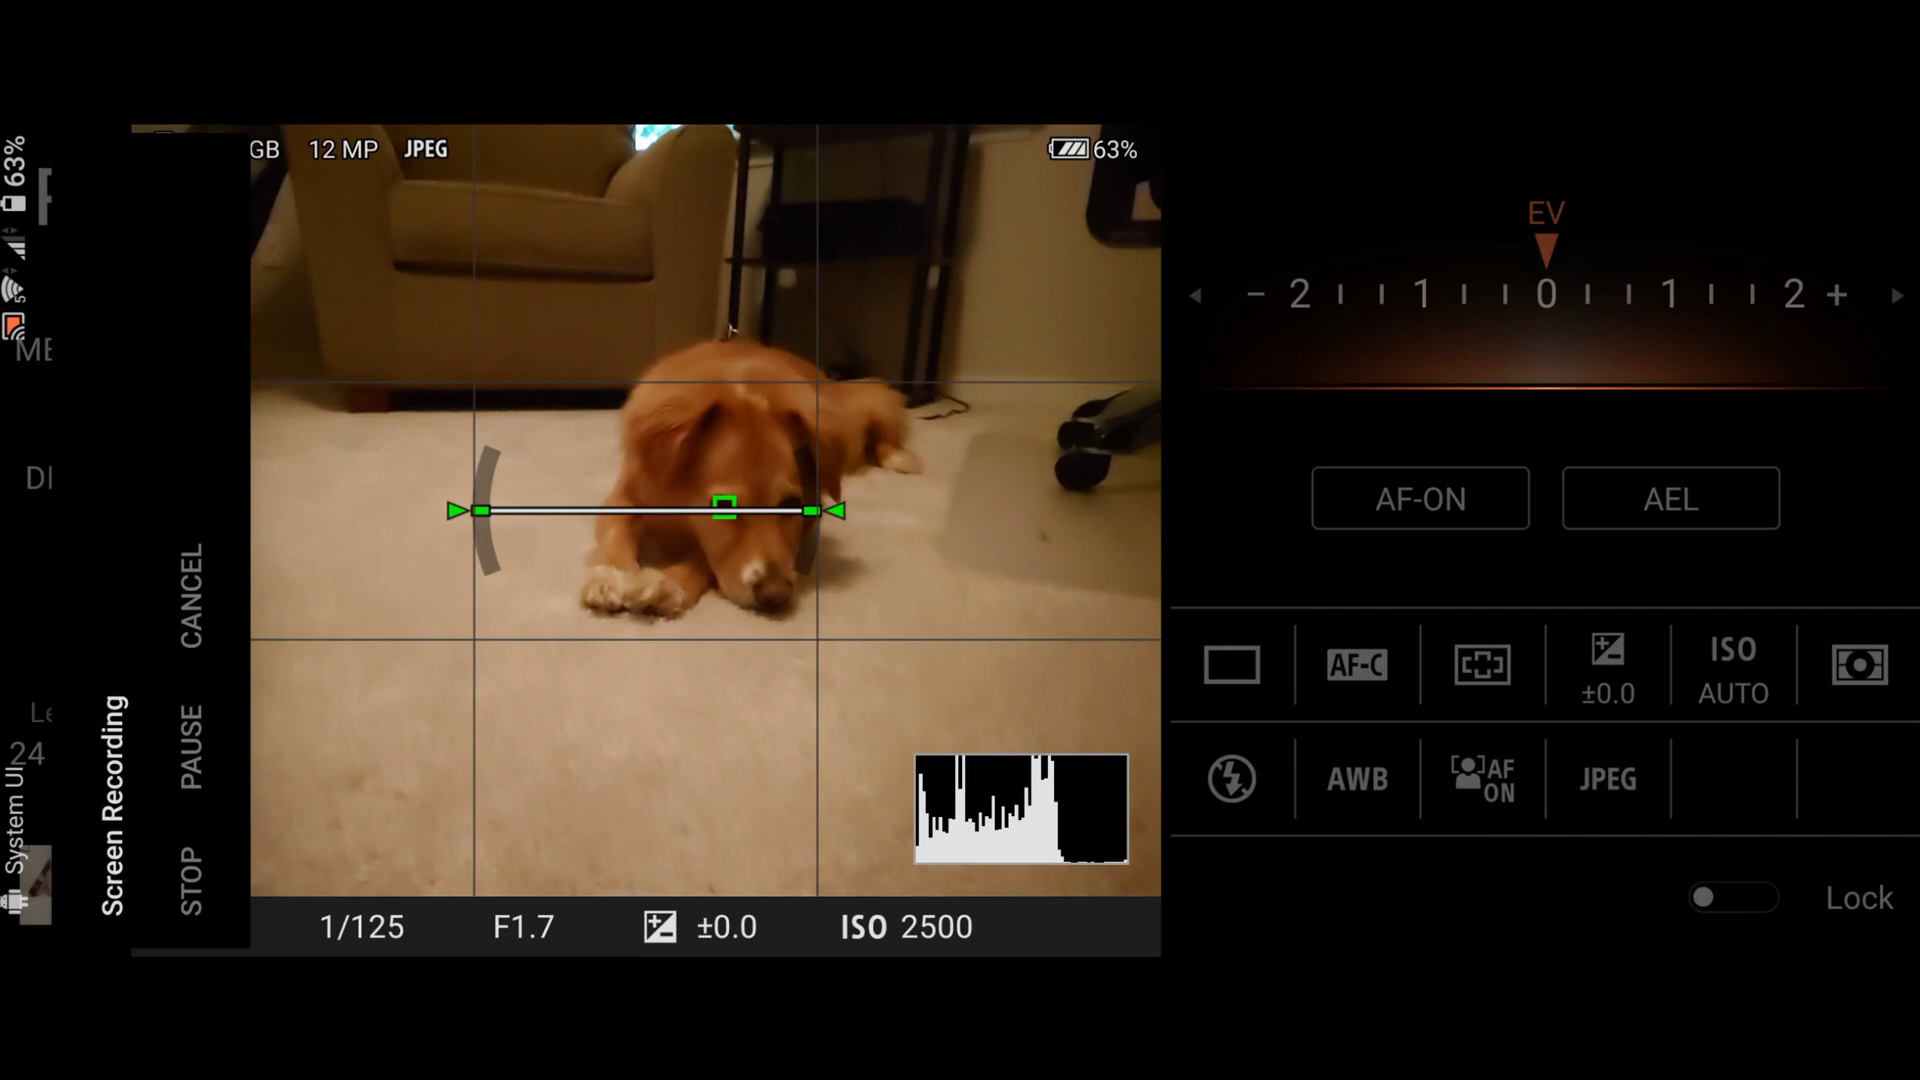 63%
5
System UI
24
Screen Recording
STOP PAUSE CANCEL
GB 12 MP JPEG 63%
1/125 F1.7 ±0.0 ISO 2500
EV
− 2 1 0 1 2 +
AF-ON AEL
AF-C ±0.0 ISO AUTO
AWB AF ON JPEG
Lock